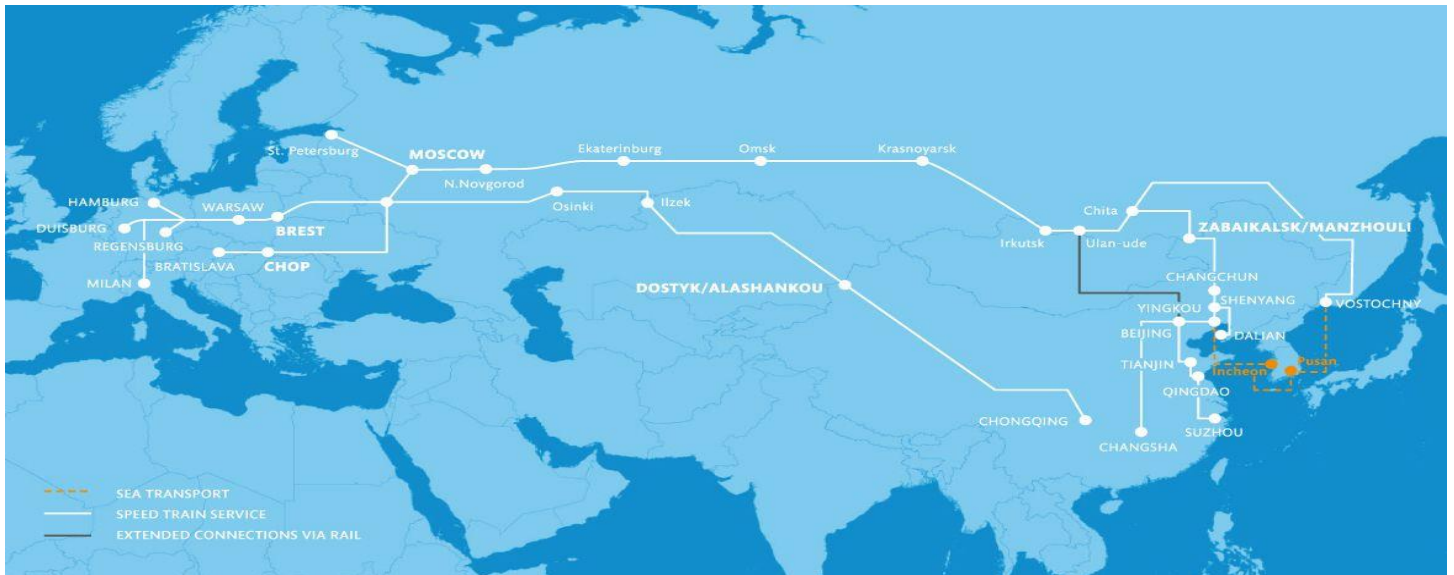 St. Petersburg
MOSCOW
N.Novgorod
Ekaterinburg
Omsk
Krasnoyarsk
HAMBURG
WARSAW
DUISBURG
BREST
REGENSBURG
BRATISLAVA
CHOP
MILAN
Osinki
Ilzek
Chita
Irkutsk
Ulan-ude
ZABAIKALSK/MANZHOULI
DOSTYK/ALASHANKOU
CHANGCHUN
SHENYANG
YINGKOU
VOSTOCHNY
BEIJING
DALIAN
TIANJIN
Incheon
Pusan
QINGDAO
CHONGQING
SUZHOU
CHANGSHA
SEA TRANSPORT
SPEED TRAIN SERVICE
EXTENDED CONNECTIONS VIA RAIL